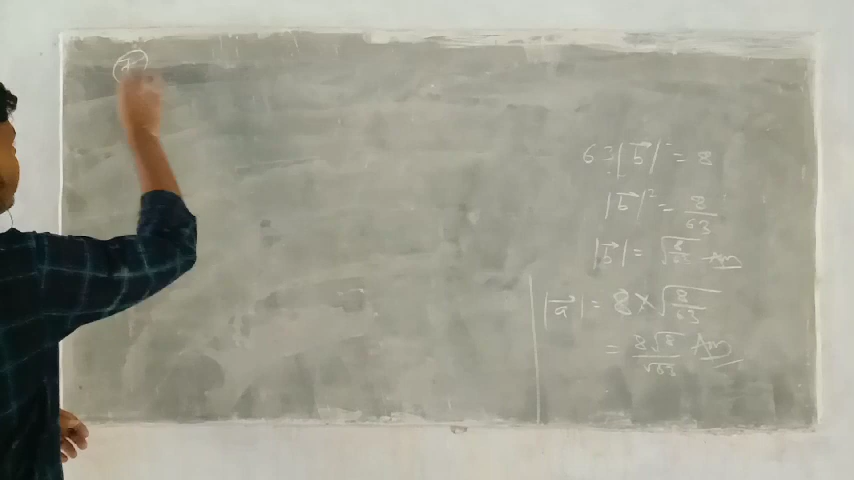 63|b⃗|² = 8
|b⃗|² = 8/63
|b⃗| = √(8/63) Ans
|a⃗| = 8 × √(8/63)
= 8√8/√63 Ans